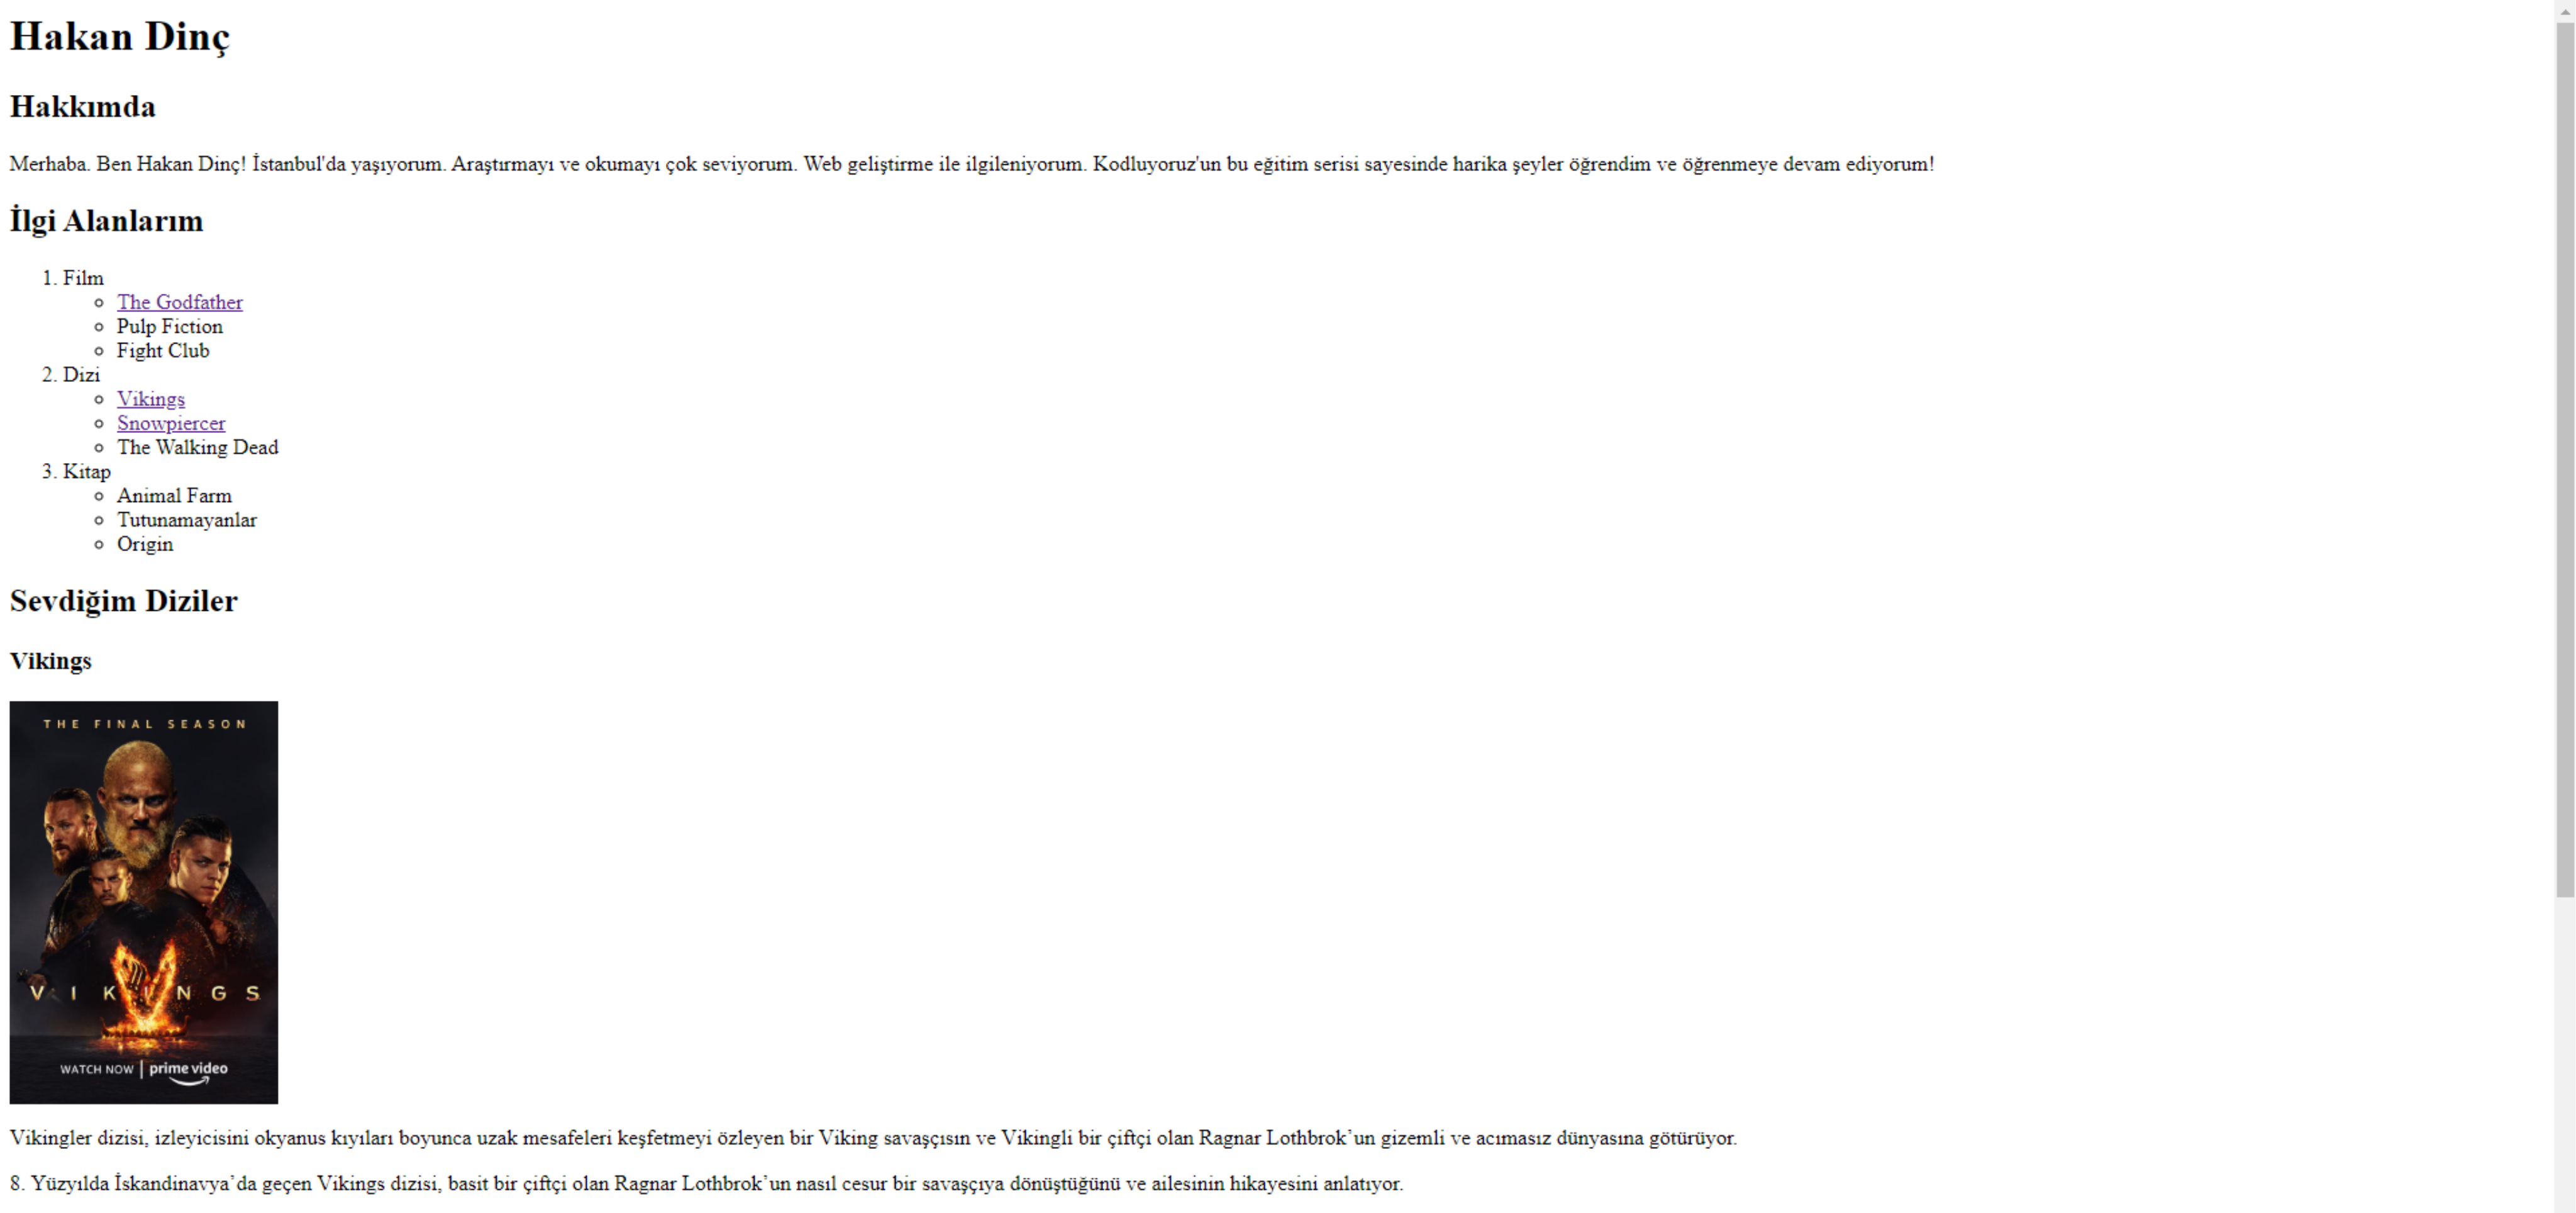 Hakan Dinç
Hakkımda
Merhaba. Ben Hakan Dinç! İstanbul'da yaşıyorum. Araştırmayı ve okumayı çok seviyorum. Web geliştirme ile ilgileniyorum. Kodluyoruz'un bu eğitim serisi sayesinde harika şeyler öğrendim ve öğrenmeye devam ediyorum!
İlgi Alanlarım
1. Film
The Godfather
Pulp Fiction
Fight Club
2. Dizi
Vikings
Snowpiercer
The Walking Dead
3. Kitap
Animal Farm
Tutunamayanlar
Origin
Sevdiğim Diziler
Vikings
THE FINAL SEASON
VIKINGS
WATCH NOW | prime video
Vikingler dizisi, izleyicisini okyanus kıyıları boyunca uzak mesafeleri keşfetmeyi özleyen bir Viking savaşçısın ve Vikingli bir çiftçi olan Ragnar Lothbrok’un gizemli ve acımasız dünyasına götürüyor.
8. Yüzyılda İskandinavya’da geçen Vikings dizisi, basit bir çiftçi olan Ragnar Lothbrok’un nasıl cesur bir savaşçıya dönüştüğünü ve ailesinin hikayesini anlatıyor.